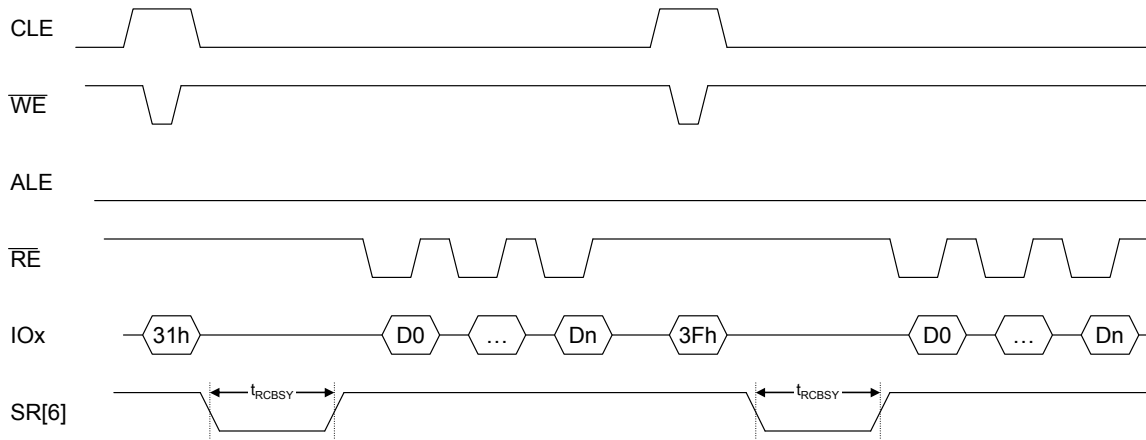 CLE
WE
ALE
RE
IOx 31h D0 ... Dn 3Fh D0 ... Dn
SR[6] tRCBSY tRCBSY